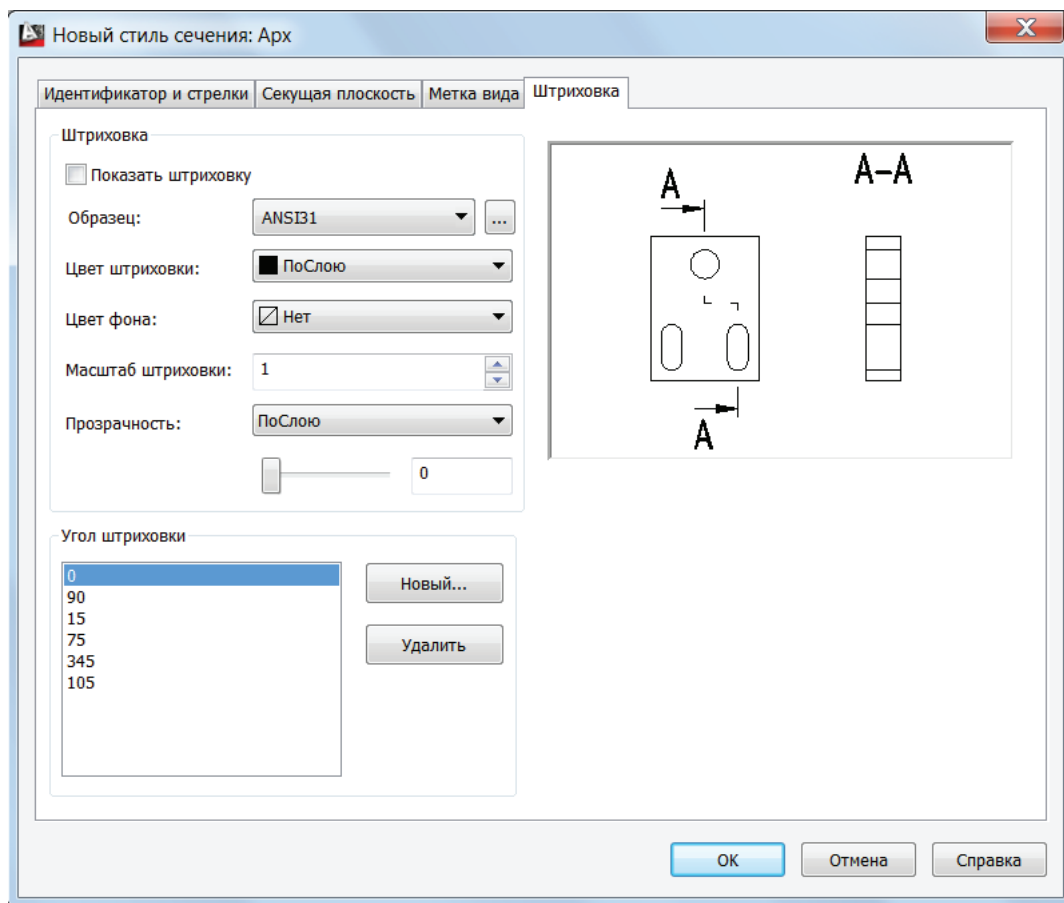 Новый стиль сечения: Арх
Идентификатор и стрелки Секущая плоскость Метка вида Штриховка
Штриховка
Показать штриховку
Образец: ANSI31 ...
Цвет штриховки: ПоСлою
Цвет фона: Нет
Масштаб штриховки: 1
Прозрачность: ПоСлою
0
A
A-A
A
Угол штриховки
0
90
15
75
345
105
Новый...
Удалить
ОК Отмена Справка